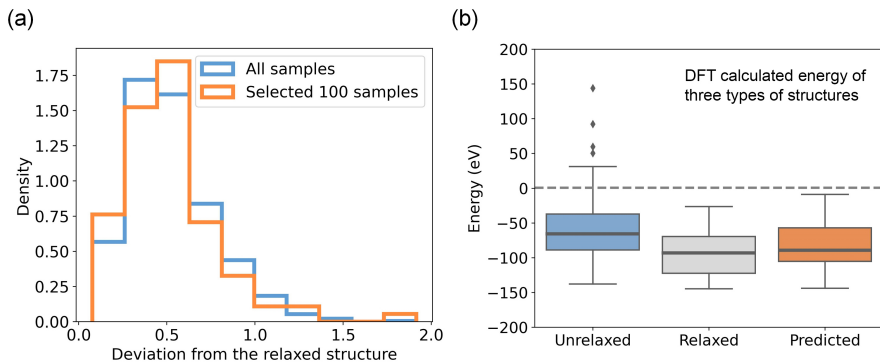 (a)
All samples
Selected 100 samples
Density
1.75
1.50
1.25
1.00
0.75
0.50
0.25
0.00
0.0 0.5 1.0 1.5 2.0
Deviation from the relaxed structure
(b)
DFT calculated energy of
three types of structures
Energy (eV)
200
150
100
50
0
−50
−100
−150
−200
Unrelaxed Relaxed Predicted